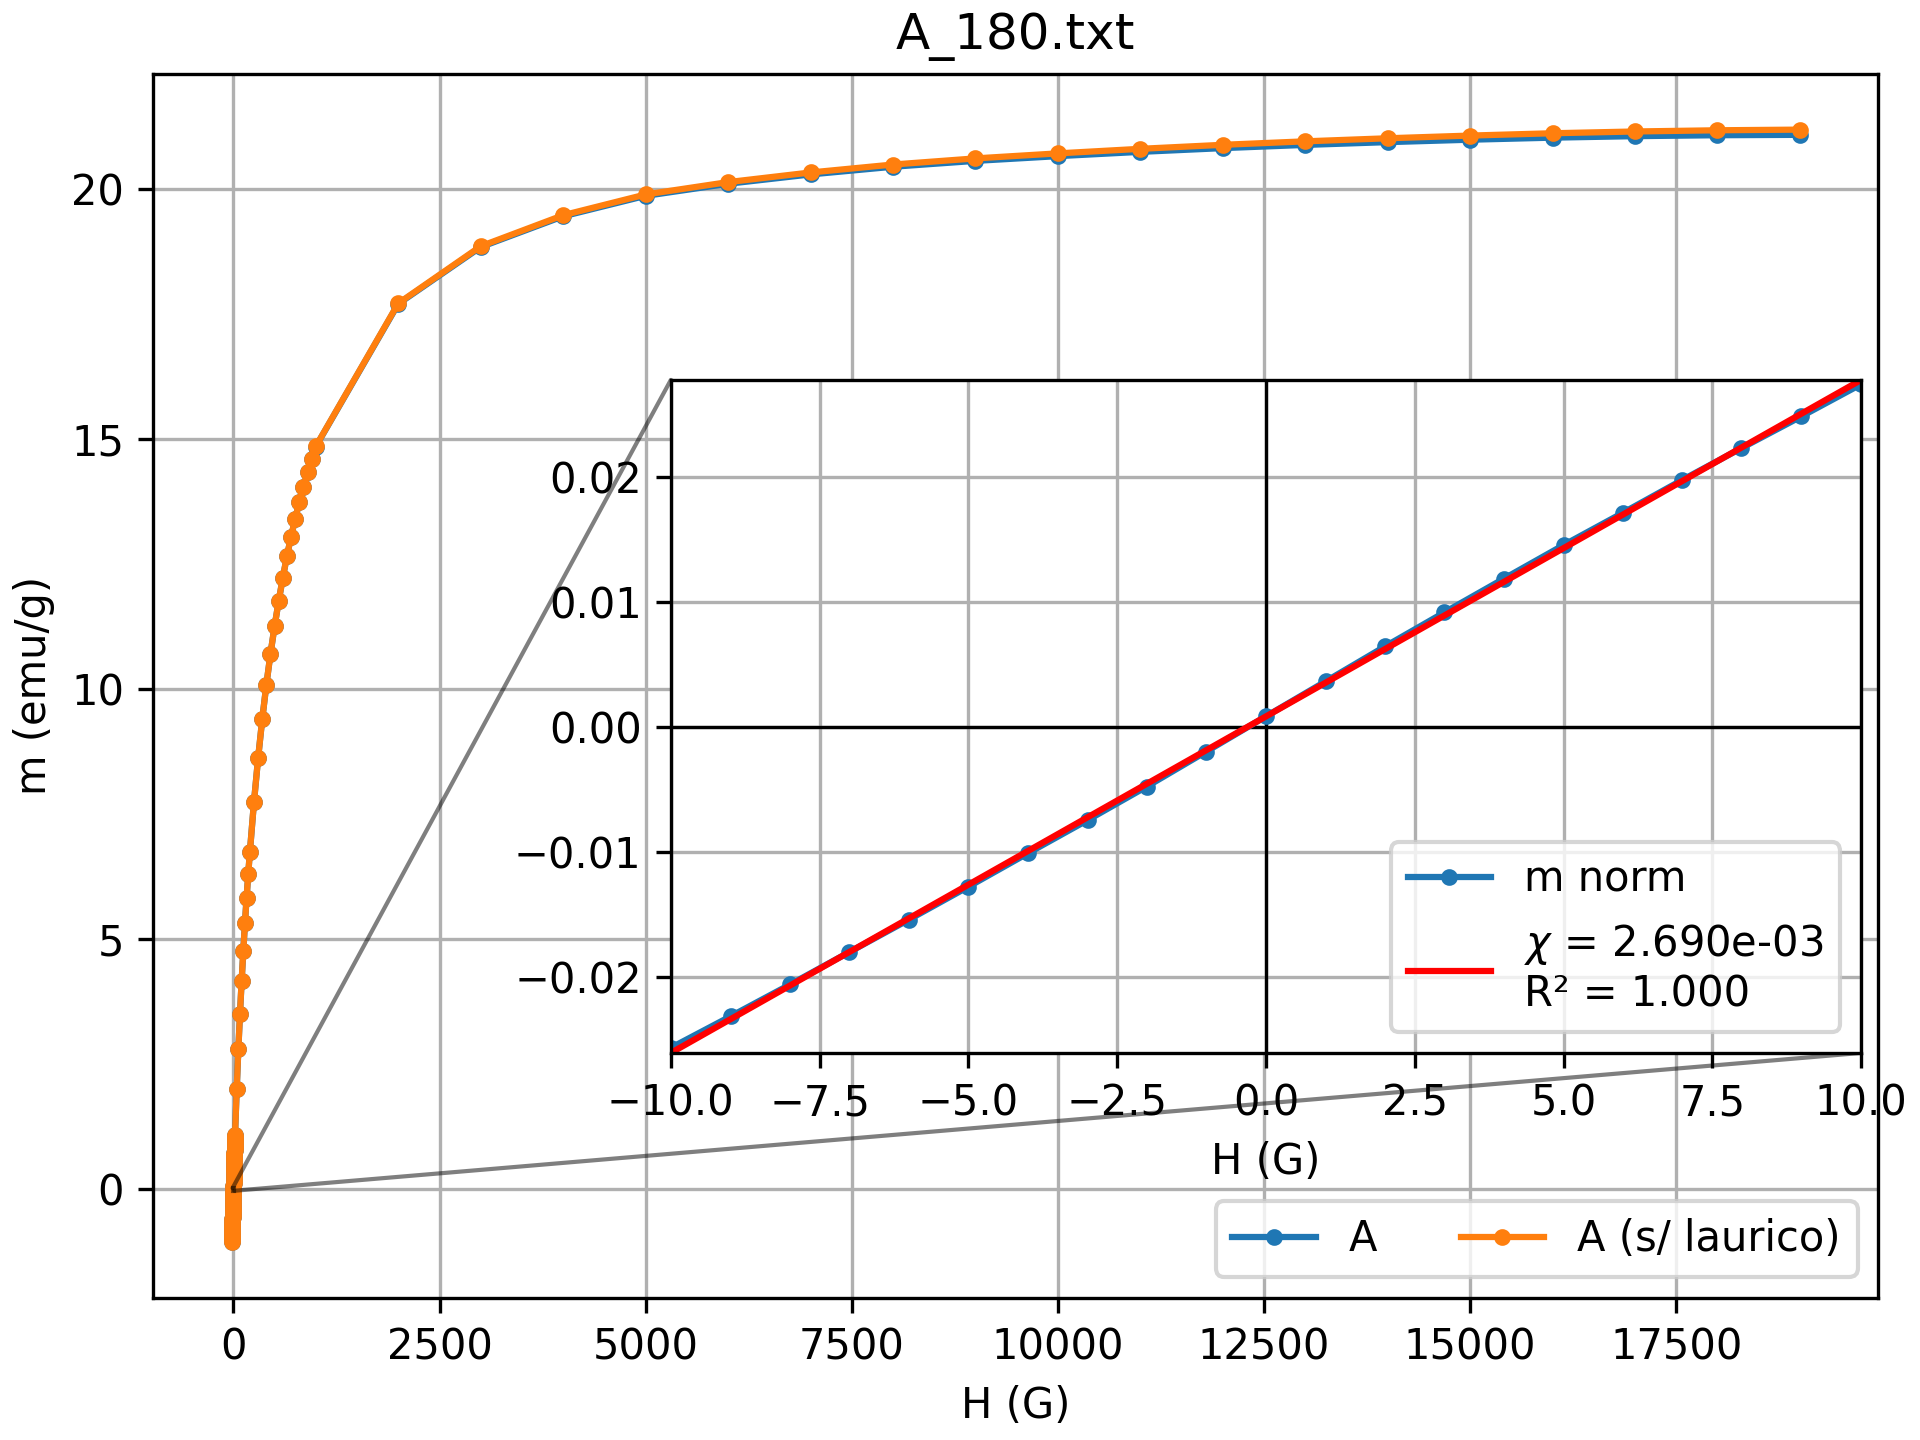 A_180.txt
m (emu/g)
20
15
10
5
0
0.02
0.01
0.00
−0.01
−0.02
m norm
χ = 2.690e-03
R² = 1.000
−10.0 −7.5 −5.0 −2.5 0.0 2.5 5.0 7.5 10.0
H (G)
A A (s/ laurico)
0 2500 5000 7500 10000 12500 15000 17500
H (G)